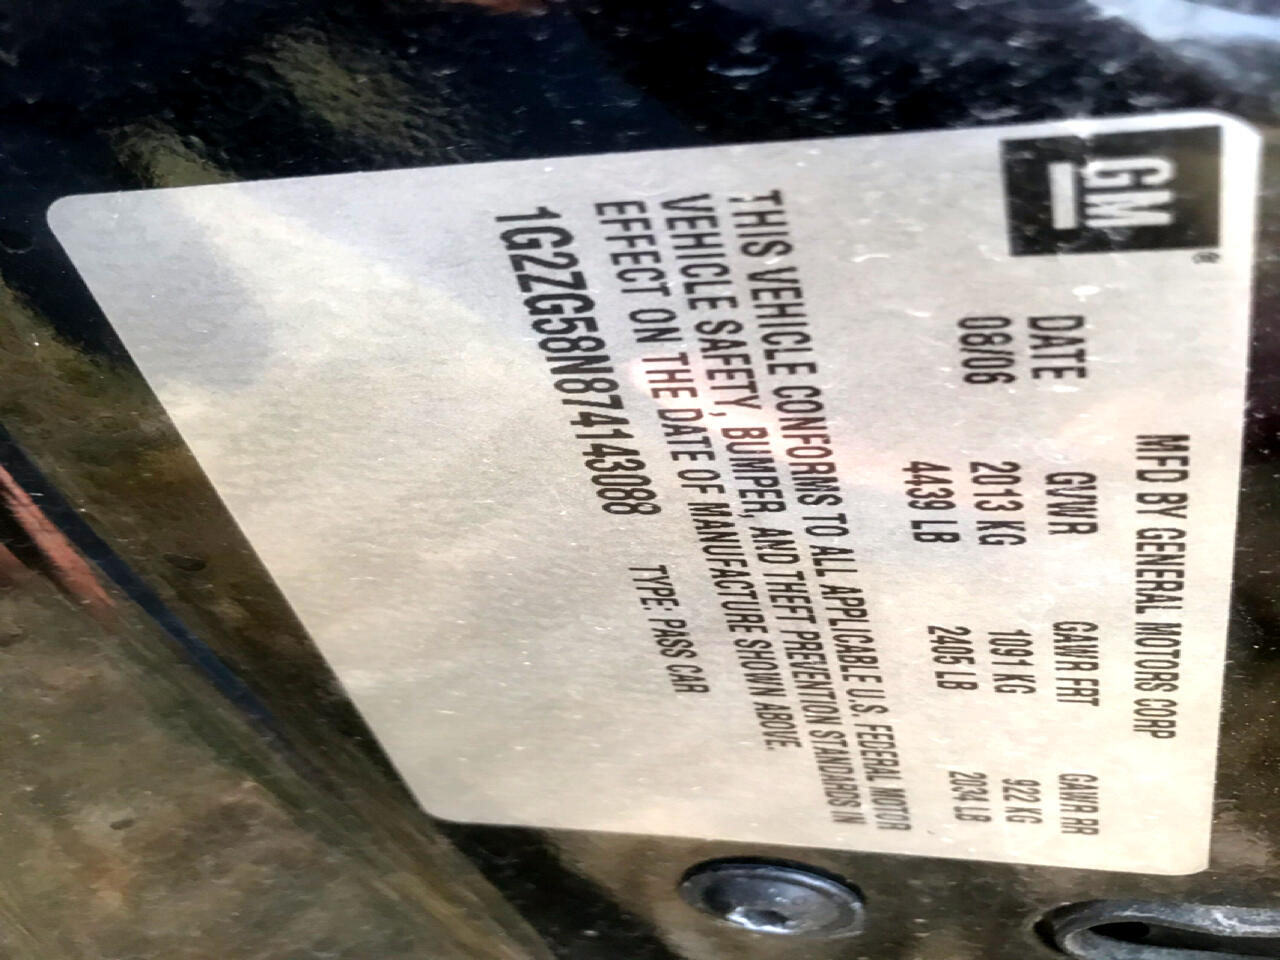 GM ®
MFD BY GENERAL MOTORS CORP
DATE GVWR GAWR FRT GAWR RR
08/06 2013 KG 1091 KG 922 KG
4439 LB 2405 LB 2034 LB
THIS VEHICLE CONFORMS TO ALL APPLICABLE U.S. FEDERAL MOTOR
VEHICLE SAFETY, BUMPER, AND THEFT PREVENTION STANDARDS IN
EFFECT ON THE DATE OF MANUFACTURE SHOWN ABOVE.
1G2ZG58N874143088 TYPE: PASS CAR